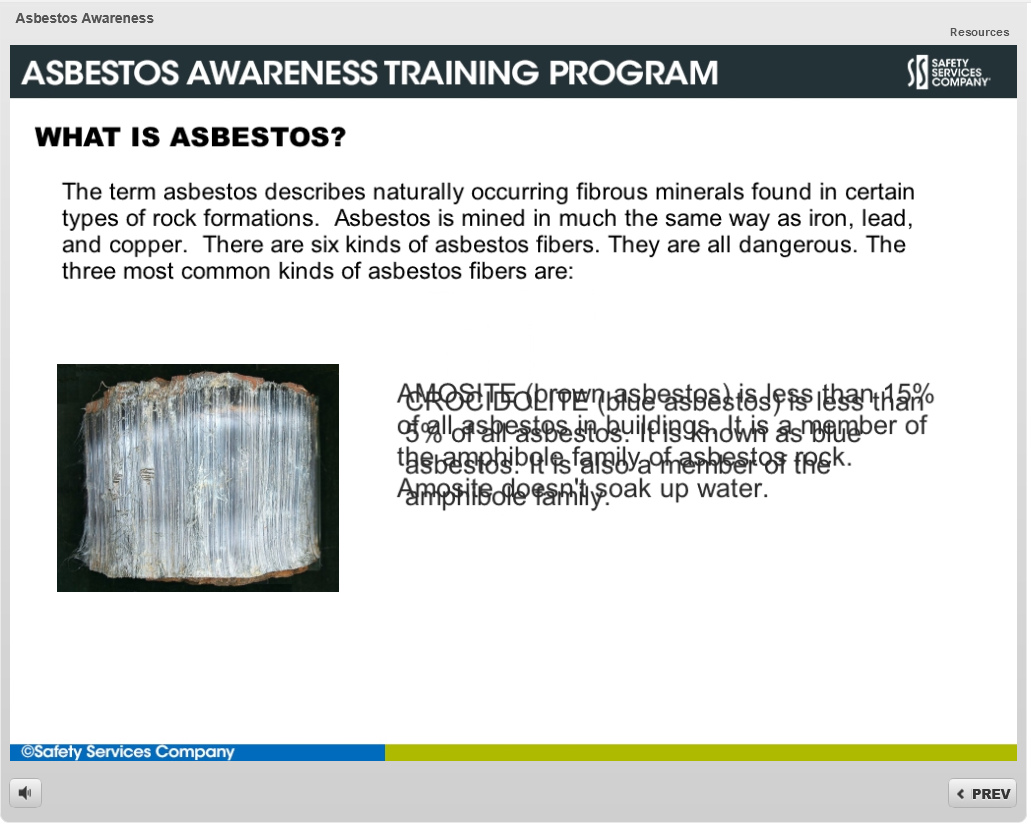 Asbestos Awareness
Resources
ASBESTOS AWARENESS TRAINING PROGRAM
SAFETY
SERVICES
COMPANY
WHAT IS ASBESTOS?
The term asbestos describes naturally occurring fibrous minerals found in certain
types of rock formations.  Asbestos is mined in much the same way as iron, lead,
and copper.  There are six kinds of asbestos fibers. They are all dangerous. The
three most common kinds of asbestos fibers are:
AMOSITE (brown asbestos) is less than 15%
of all asbestos in buildings. It is a member of
the amphibole family of asbestos rock.
Amosite doesn't soak up water.
CROCIDOLITE (blue asbestos) is less than
5% of all asbestos. It is known as blue
asbestos. It is also a member of the
amphibole family.
©Safety Services Company
PREV